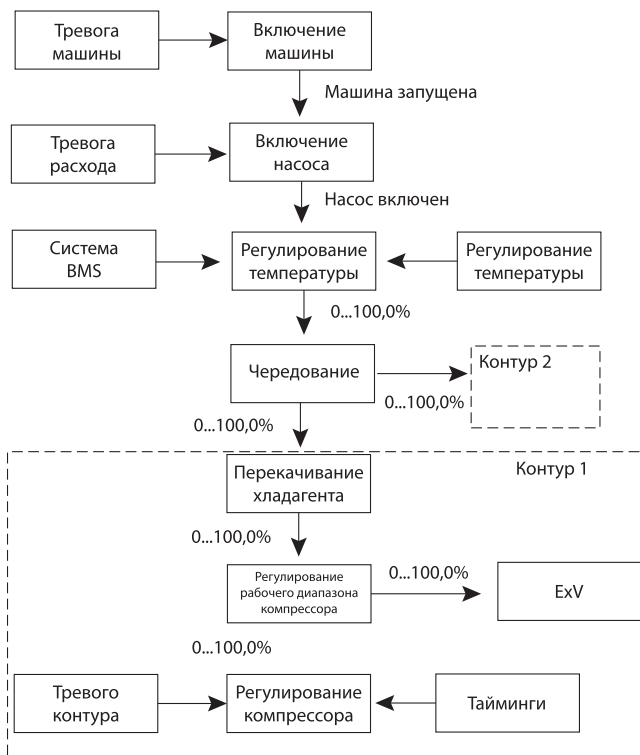 Тревога
машины
Включение
машины
Машина запущена
Тревога
расхода
Включение
насоса
Насос включен
Система
BMS
Регулирование
температуры
Регулирование
температуры
0...100,0%
Чередование
Контур 2
0...100,0%
0...100,0%
Контур 1
Перекачивание
хладагента
0...100,0%
Регулирование
рабочего диапазона
компрессора
0...100,0%
ExV
0...100,0%
Тревого
контура
Регулирование
компрессора
Тайминги